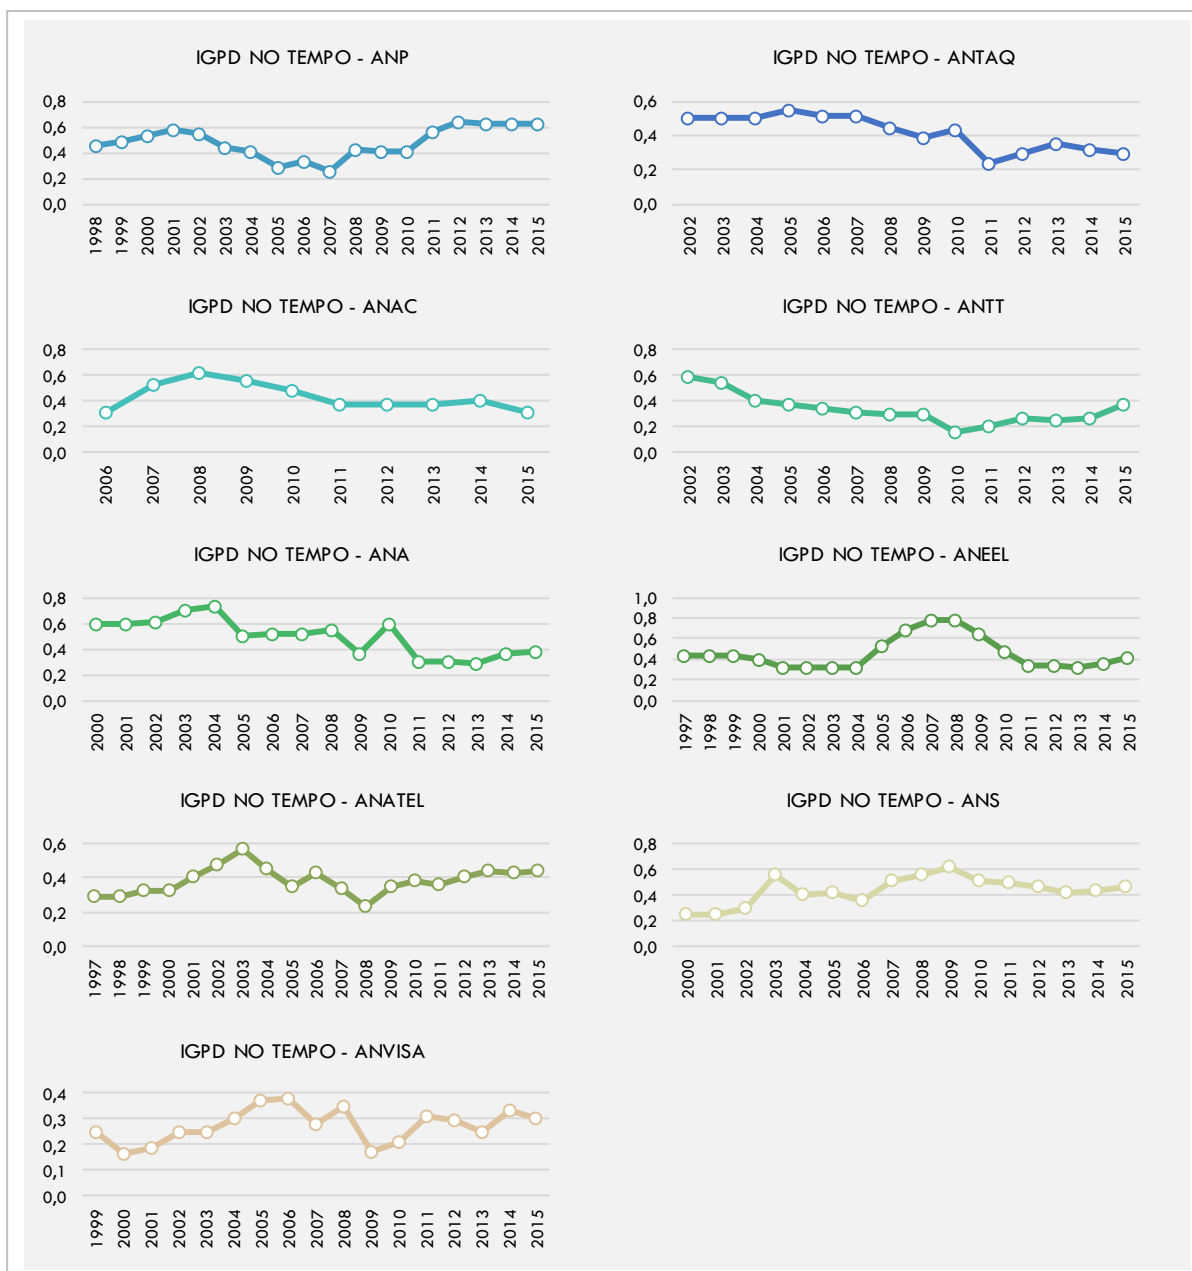 IGPD NO TEMPO - ANP
0,8
0,6
0,4
0,2
0,0
1998 1999 2000 2001 2002 2003 2004 2005 2006 2007 2008 2009 2010 2011 2012 2013 2014 2015
IGPD NO TEMPO - ANTAQ
0,6
0,4
0,2
0,0
2002 2003 2004 2005 2006 2007 2008 2009 2010 2011 2012 2013 2014 2015
IGPD NO TEMPO - ANAC
0,8
0,6
0,4
0,2
0,0
2006 2007 2008 2009 2010 2011 2012 2013 2014 2015
IGPD NO TEMPO - ANTT
0,8
0,6
0,4
0,2
0,0
2002 2003 2004 2005 2006 2007 2008 2009 2010 2011 2012 2013 2014 2015
IGPD NO TEMPO - ANA
0,8
0,6
0,4
0,2
0,0
2000 2001 2002 2003 2004 2005 2006 2007 2008 2009 2010 2011 2012 2013 2014 2015
IGPD NO TEMPO - ANEEL
1,0
0,8
0,6
0,4
0,2
0,0
1997 1998 1999 2000 2001 2002 2003 2004 2005 2006 2007 2008 2009 2010 2011 2012 2013 2014 2015
IGPD NO TEMPO - ANATEL
0,6
0,4
0,2
0,0
1997 1998 1999 2000 2001 2002 2003 2004 2005 2006 2007 2008 2009 2010 2011 2012 2013 2014 2015
IGPD NO TEMPO - ANS
0,8
0,6
0,4
0,2
0,0
2000 2001 2002 2003 2004 2005 2006 2007 2008 2009 2010 2011 2012 2013 2014 2015
IGPD NO TEMPO - ANVISA
0,4
0,3
0,2
0,1
0,0
1999 2000 2001 2002 2003 2004 2005 2006 2007 2008 2009 2010 2011 2012 2013 2014 2015